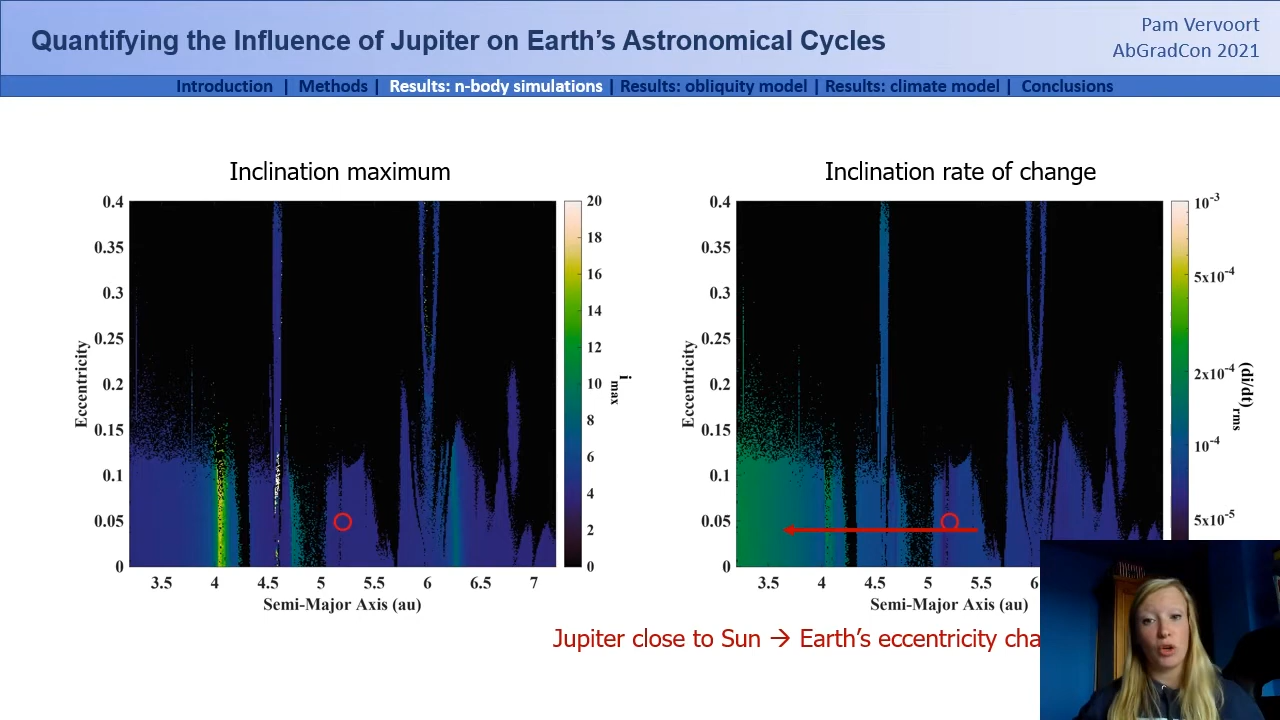 Quantifying the Influence of Jupiter on Earth's Astronomical Cycles
Pam Vervoort
AbGradCon 2021
Introduction | Methods | Results: n-body simulations | Results: obliquity model | Results: climate model | Conclusions
Inclination maximum
0.4
0.35
0.3
0.25
0.2
0.15
0.1
0.05
0
Eccentricity
3.5 4 4.5 5 5.5 6 6.5 7
Semi-Major Axis (au)
20
18
16
14
12
10
8
6
4
2
0
i max
Inclination rate of change
0.4
0.35
0.3
0.25
0.2
0.15
0.1
0.05
0
Eccentricity
3.5 4 4.5 5 5.5 6
Semi-Major Axis (au)
10-3
5x10-4
2x10-4
10-4
5x10-5
(di/dt) rms
Jupiter close to Sun → Earth's eccentricity cha